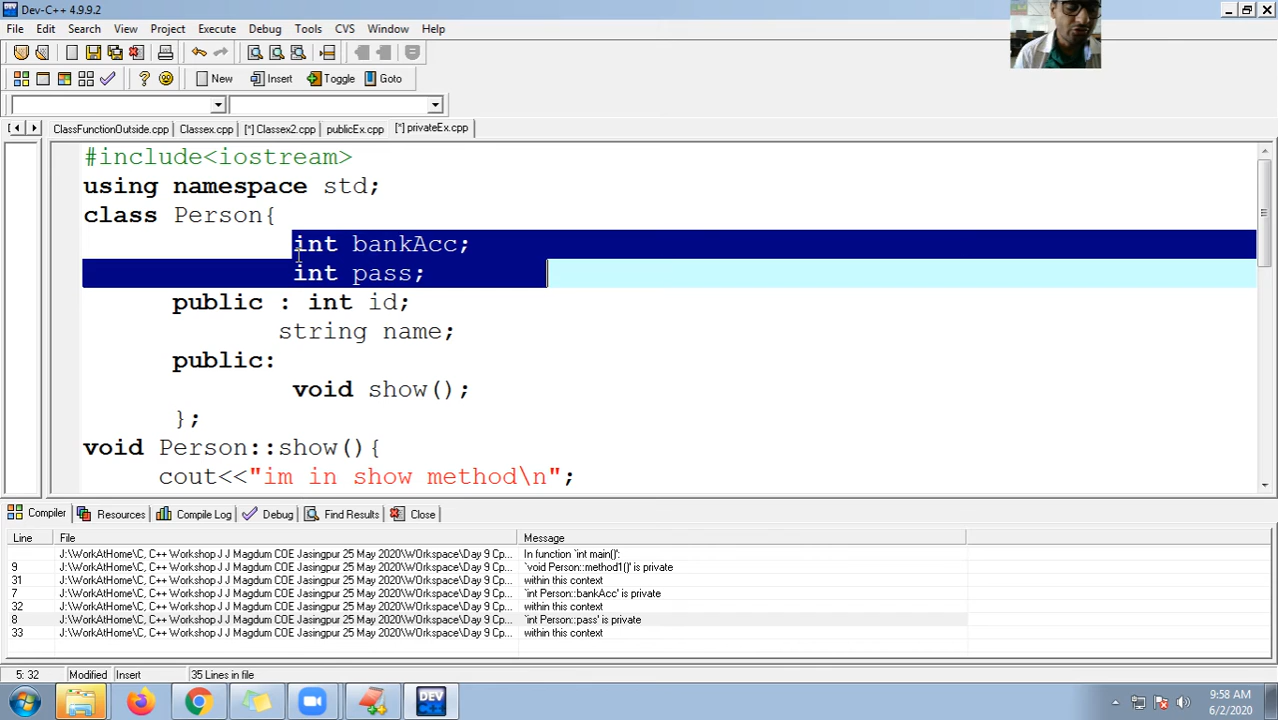 Dev-C++ 4.9.9.2
File Edit Search View Project Execute Debug Tools CVS Window Help
New Insert Toggle Goto
ClassFunctionOutside.cpp Classex.cpp [*] Classex2.cpp publicEx.cpp [*] privateEx.cpp
#include<iostream>
using namespace std;
class Person{
int bankAcc;
int pass;
public : int id;
string name;
public:
void show();
};
void Person::show(){
cout<<"im in show method\n";
Compiler Resources Compile Log Debug Find Results Close
Line File Message
J:\WorkAtHome\C, C++ Workshop J J Magdum COE Jasingpur 25 May 2020\WOrkspace\Day 9 Cp... In function `int main()':
9 J:\WorkAtHome\C, C++ Workshop J J Magdum COE Jasingpur 25 May 2020\WOrkspace\Day 9 Cp... `void Person::method1()' is private
31 J:\WorkAtHome\C, C++ Workshop J J Magdum COE Jasingpur 25 May 2020\WOrkspace\Day 9 Cp... within this context
7 J:\WorkAtHome\C, C++ Workshop J J Magdum COE Jasingpur 25 May 2020\WOrkspace\Day 9 Cp... `int Person::bankAcc' is private
32 J:\WorkAtHome\C, C++ Workshop J J Magdum COE Jasingpur 25 May 2020\WOrkspace\Day 9 Cp... within this context
8 J:\WorkAtHome\C, C++ Workshop J J Magdum COE Jasingpur 25 May 2020\WOrkspace\Day 9 Cp... `int Person::pass' is private
33 J:\WorkAtHome\C, C++ Workshop J J Magdum COE Jasingpur 25 May 2020\WOrkspace\Day 9 Cp... within this context
5: 32 Modified Insert 35 Lines in file
DEV C++
9:58 AM
6/2/2020